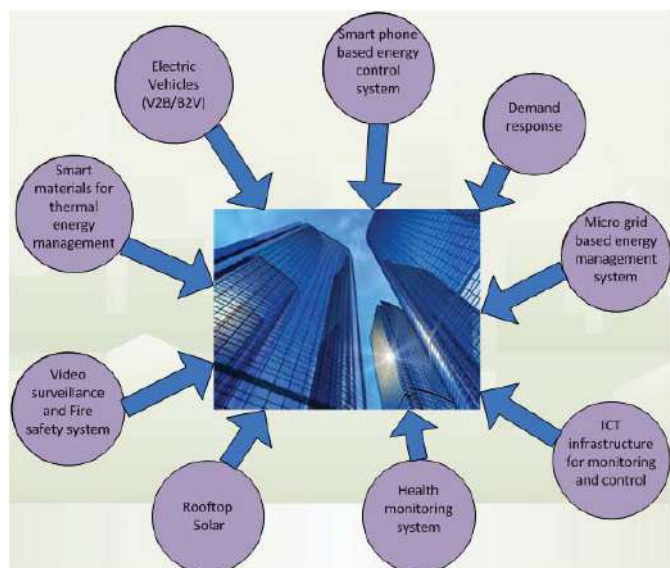 Smart phone
based energy
control
system
Electric
Vehicles
(V2B/B2V)
Demand
response
Smart
materials for
thermal
energy
management
Micro grid
based energy
management
system
Video
surveillance
and Fire
safety system
ICT
infrastructure
for monitoring
and control
Rooftop
Solar
Health
monitoring
system